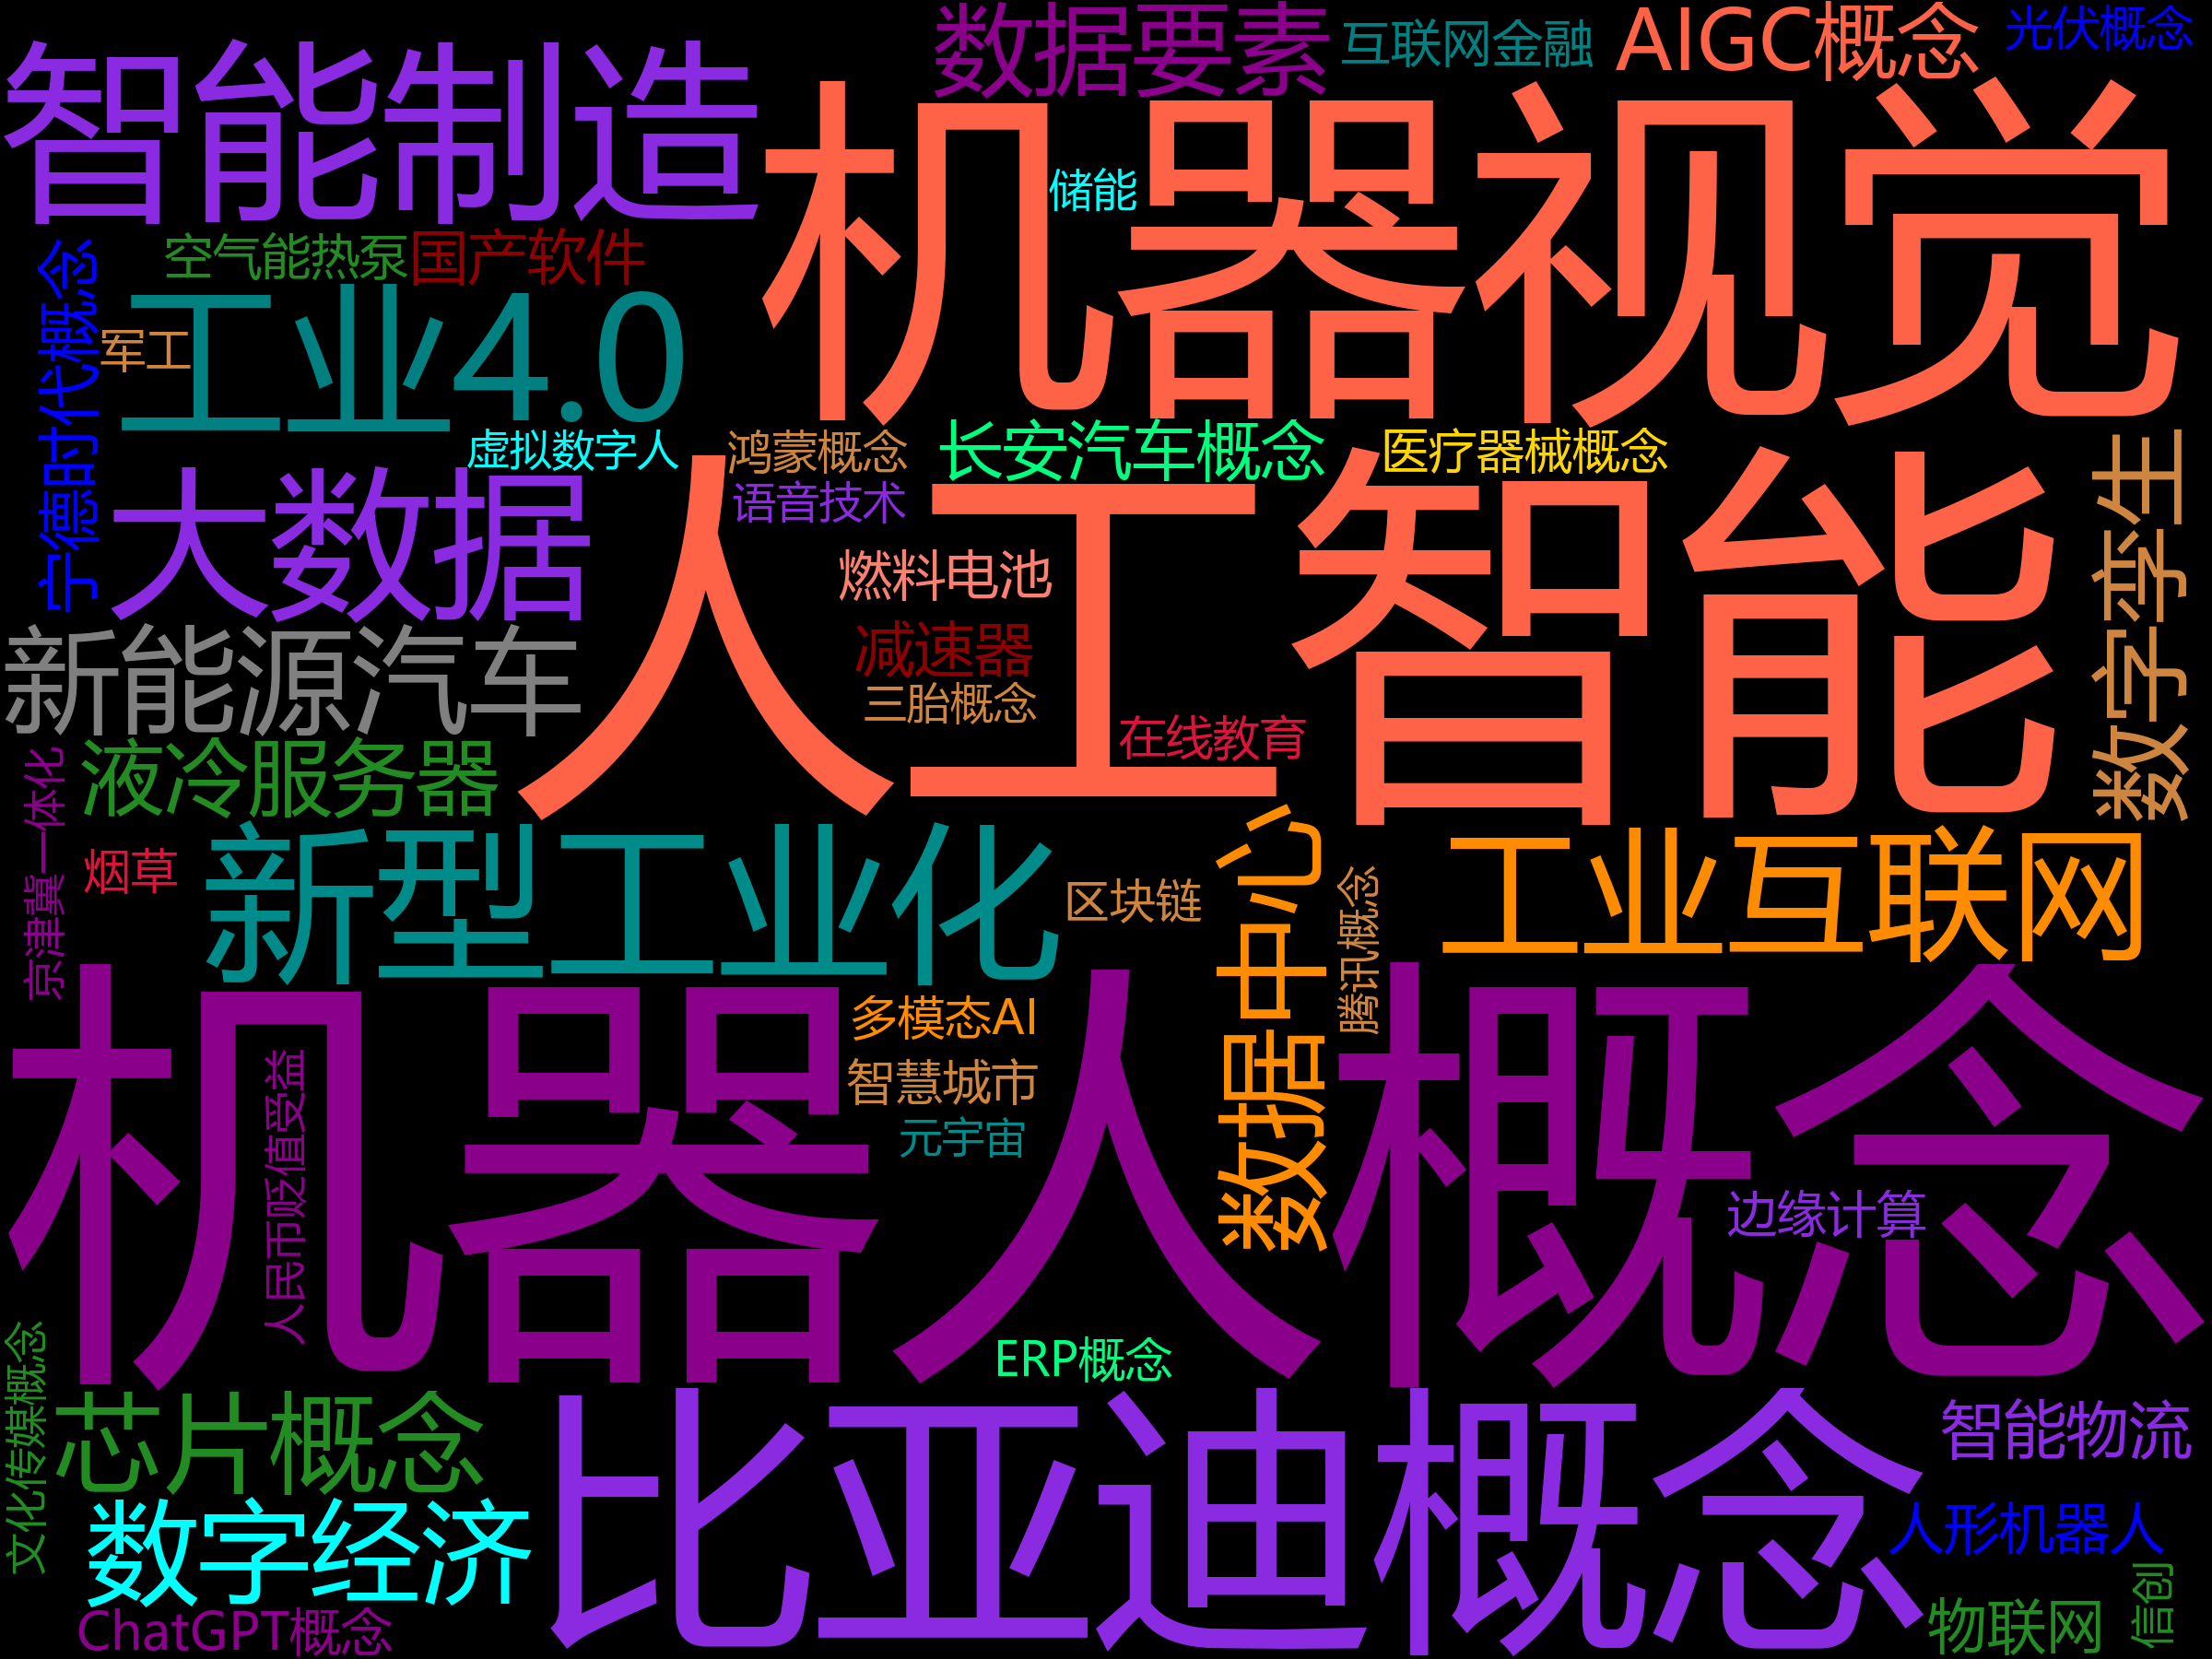 数据要素
互联网金融
AIGC概念
光伏概念
智能制造
机器视觉
储能
空气能热泵
国产软件
宁德时代概念
工业4.0
军工
虚拟数字人
鸿蒙概念
长安汽车概念
医疗器械概念
数字孪生
大数据
语音技术
人工智能
燃料电池
减速器
三胎概念
在线教育
新能源汽车
液冷服务器
京津冀一体化
烟草
新型工业化
区块链
数据中心
腾讯概念
工业互联网
机器人概念
多模态AI
智慧城市
元宇宙
人民币贬值受益
边缘计算
ERP概念
文化传媒概念
芯片概念
比亚迪概念
智能物流
数字经济
人形机器人
ChatGPT概念
物联网
信创